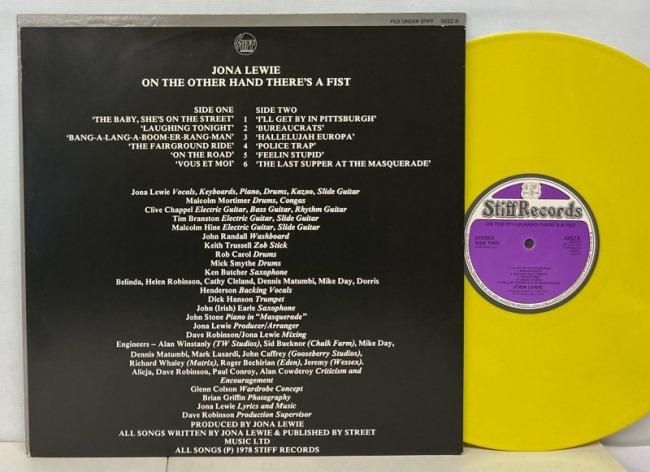 STIFF
FILE UNDER STIFF SEEZ 8
JONA LEWIE
ON THE OTHER HAND THERE'S A FIST
SIDE ONE SIDE TWO
'THE BABY, SHE'S ON THE STREET' 1 'I'LL GET BY IN PITTSBURGH'
'LAUGHING TONIGHT' 2 'BUREAUCRATS'
'BANG-A-LANG-A-BOOM-ER-RANG-MAN' 3 'HALLELUJAH EUROPA'
'THE FAIRGROUND RIDE' 4 'POLICE TRAP'
'ON THE ROAD' 5 'FEELIN STUPID'
'VOUS ET MOI' 6 'THE LAST SUPPER AT THE MASQUERADE'
Jona Lewie Vocals, Keyboards, Piano, Drums, Kazoo, Slide Guitar
Malcolm Mortimer Drums, Congas
Clive Chappel Electric Guitar, Bass Guitar, Rhythm Guitar
Tim Branston Electric Guitar, Slide Guitar
Malcolm Hine Electric Guitar, Slide Guitar
John Randall Washboard
Keith Trussell Zob Stick
Rob Carol Drums
Mick Smythe Drums
Ken Butcher Saxophone
Belinda, Helen Robinson, Cathy Cleland, Dennis Matumbi, Mike Day, Dorris
Henderson Backing Vocals
Dick Hanson Trumpet
John (Irish) Earle Saxophone
John Stone Piano in "Masquerade"
Jona Lewie Producer/Arranger
Dave Robinson/Jona Lewie Mixing
Engineers – Alan Winstanly (TW Studios), Sid Bucknor (Chalk Farm), Mike Day,
Dennis Matumbi, Mark Lusardi, John Caffrey (Gooseberry Studios),
Richard Whaley (Matrix), Roger Bechirian (Eden), Jeremy (Wessex).
Alicja, Dave Robinson, Paul Conroy, Alan Cowderoy Criticism and
Encouragement
Glenn Colson Wardrobe Concept
Brian Griffin Photography
Jona Lewie Lyrics and Music
Dave Robinson Production Supervisor
PRODUCED BY JONA LEWIE
ALL SONGS WRITTEN BY JONA LEWIE & PUBLISHED BY STREET
MUSIC LTD
ALL SONGS (P) 1978 STIFF RECORDS
Stiff Records
ON THE OTHER HAND THERE'S A FIST
STEREO
SIDE TWO
JONA LEWIE